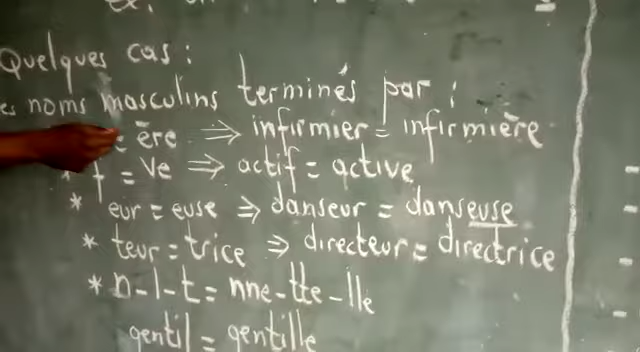 Quelques cas :
es noms masculins terminés par :
= ère ⇒ infirmier = infirmière
* f = ve ⇒ actif = active
* eur = euse ⇒ danseur = danseuse
* teur = trice ⇒ directeur = directrice
* n-l-t = nne-tte-lle
gentil = gentille